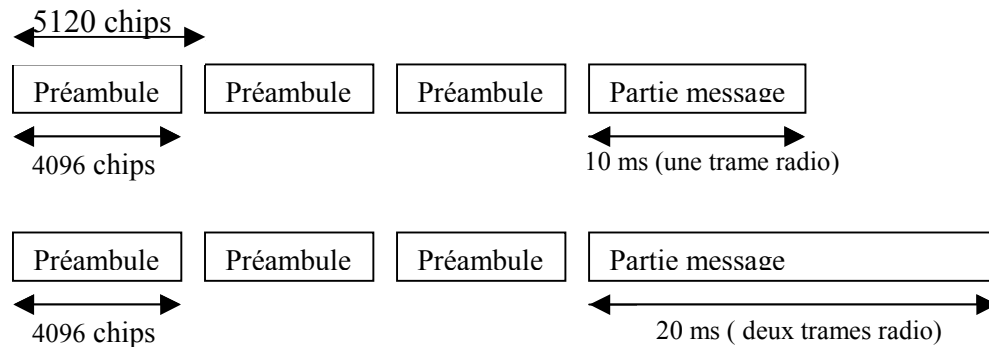 5120 chips
Préambule Préambule Préambule Partie message
4096 chips 10 ms (une trame radio)
Préambule Préambule Préambule Partie message
4096 chips 20 ms ( deux trames radio)